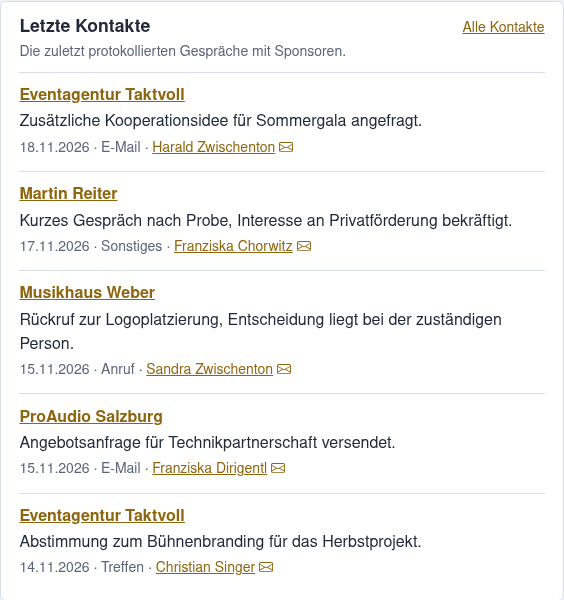 Letzte Kontakte
Alle Kontakte
Die zuletzt protokollierten Gespräche mit Sponsoren.
Eventagentur Taktvoll
Zusätzliche Kooperationsidee für Sommergala angefragt.
18.11.2026 · E-Mail · Harald Zwischenton
Martin Reiter
Kurzes Gespräch nach Probe, Interesse an Privatförderung bekräftigt.
17.11.2026 · Sonstiges · Franziska Chorwitz
Musikhaus Weber
Rückruf zur Logoplatzierung, Entscheidung liegt bei der zuständigen
Person.
15.11.2026 · Anruf · Sandra Zwischenton
ProAudio Salzburg
Angebotsanfrage für Technikpartnerschaft versendet.
15.11.2026 · E-Mail · Franziska Dirigentl
Eventagentur Taktvoll
Abstimmung zum Bühnenbranding für das Herbstprojekt.
14.11.2026 · Treffen · Christian Singer